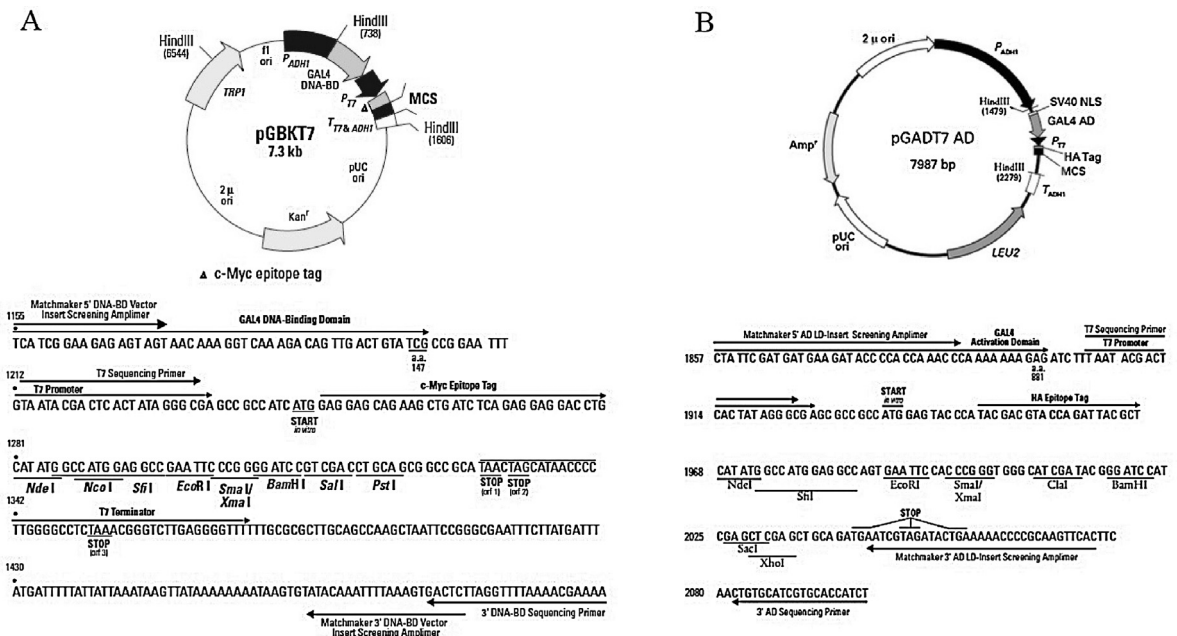 A
HindIII
(6544)
f1
ori
HindIII
(738)
PADH1
GAL4
DNA-BD
TRP1
PT7
MCS
TT7 & ADH1
HindIII
(1606)
pGBKT7
7.3 kb
pUC
ori
2 μ
ori
Kanr
▲ c-Myc epitope tag
Matchmaker 5' DNA-BD Vector
Insert Screening Amplimer
GAL4 DNA-Binding Domain
1155
TCA TCG GAA GAG AGT AGT AAC AAA GGT CAA AGA CAG TTG ACT GTA TCG CCG GAA TTT
a.a.
147
T7 Sequencing Primer
1212
T7 Promoter
c-Myc Epitope Tag
GTA ATA CGA CTC ACT ATA GGG CGA GCC GCC ATC ATG GAG GAG CAG AAG CTG ATC TCA GAG GAG GAC CTG
START
in vitro
1281
CAT ATG GCC ATG GAG GCC GAA TTC CCG GGG ATC CGT CGA CCT GCA GCG GCC GCA TAACTAGCATAACCCC
Nde I
Nco I
Sfi I
EcoR I
Sma I/
Xma I
BamH I
Sal I
Pst I
STOP
(orf 1)
STOP
(orf 2)
1342
T7 Terminator
TTGGGGCCTCTAAACGGGTCTTGAGGGGTTTTTTGCGCGCTTGCAGCCAAGCTAATTCCGGGCGAATTTCTTATGATTT
STOP
(orf 3)
1430
ATGATTTTTATTATTAAATAAGTTATAAAAAAAATAAGTGTATACAAATTTTAAAGTGACTCTTAGGTTTTAAAACGAAAA
3' DNA-BD Sequencing Primer
Matchmaker 3' DNA-BD Vector
Insert Screening Amplimer
B
2 μ ori
PADH1
HindIII
(1479)
SV40 NLS
GAL4 AD
PT7
HA Tag
MCS
HindIII
(2279)
TADH1
Ampr
pGADT7 AD
7987 bp
pUC
ori
LEU2
Matchmaker 5' AD LD-Insert Screening Amplimer
GAL4
Activation Domain
T7 Sequencing Primer
T7 Promoter
1857 CTA TTC GAT GAT GAA GAT ACC CCA CCA AAC CCA AAA AAA GAG ATC TTT AAT ACG ACT
a.a.
881
START
in vitro
HA Epitope Tag
1914 CAC TAT AGG GCG AGC GCC GCC ATG GAG TAC CCA TAC GAC GTA CCA GAT TAC GCT
1968 CAT ATG GCC ATG GAG GCC AGT GAA TTC CAC CCG GGT GGG CAT CGA TAC GGG ATC CAT
NdeI
SfiI
EcoRI
SmaI/
XmaI
ClaI
BamHI
STOP
2025 CGA GCT CGA GCT GCA GAT GAATCGTAGATACTGAAAAACCCCGCAAGTTCACTTC
SacI
XhoI
Matchmaker 3' AD LD-Insert Screening Amplimer
2080 AACTGTGCATCGTGCACCATCT
3' AD Sequencing Primer